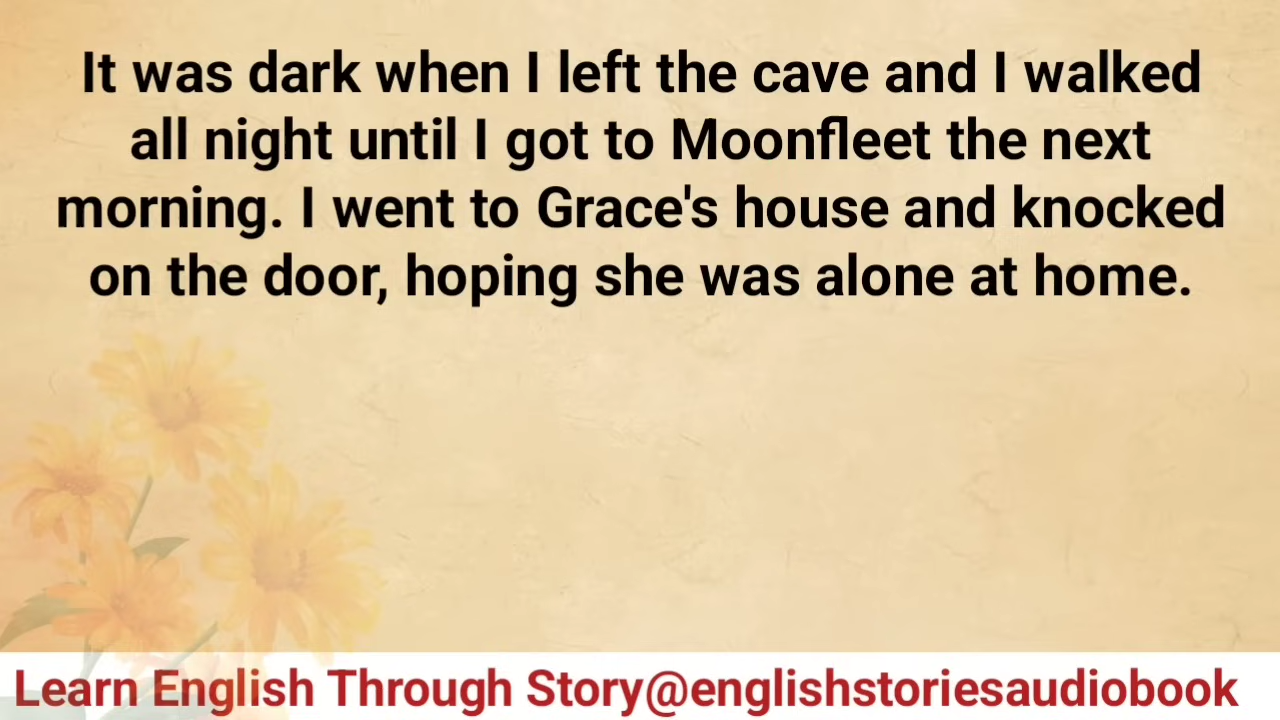 It was dark when I left the cave and I walked
all night until I got to Moonfleet the next
morning. I went to Grace's house and knocked
on the door, hoping she was alone at home.
Learn English Through Story@englishstoriesaudiobook